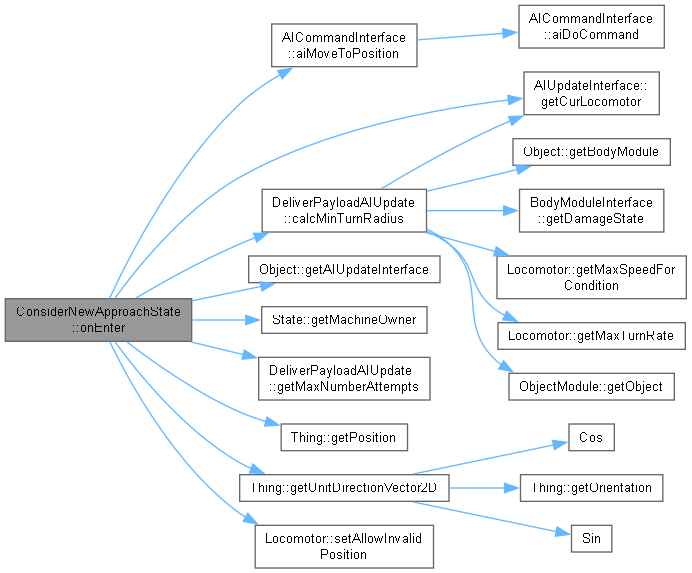 ConsiderNewApproachState
::onEnter
AICommandInterface
::aiMoveToPosition
AICommandInterface
::aiDoCommand
AIUpdateInterface::
getCurLocomotor
DeliverPayloadAIUpdate
::calcMinTurnRadius
Object::getBodyModule
BodyModuleInterface
::getDamageState
Locomotor::getMaxSpeedFor
Condition
Locomotor::getMaxTurnRate
ObjectModule::getObject
Object::getAIUpdateInterface
State::getMachineOwner
DeliverPayloadAIUpdate
::getMaxNumberAttempts
Thing::getPosition
Thing::getUnitDirectionVector2D
Cos
Thing::getOrientation
Sin
Locomotor::setAllowInvalid
Position